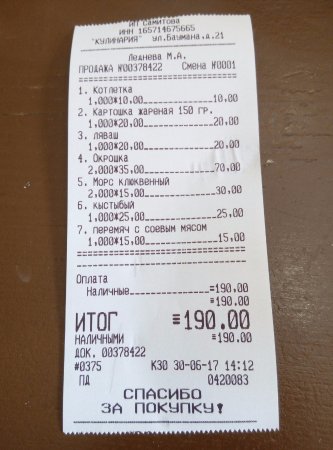 ИП Самитова
ИНН 165714675665
"КУЛИНАРИЯ" ул.Баумана,д.21
Леднева М.А.
ПРОДАЖА №00378422 Смена №0001
1. Котлетка
1,000*10,00 10,00
2. Картошка жареная 150 гр.
1,000*20,00 20,00
3. ляваш
1,000*20,00 20,00
4. Окрошка
2,000*35,00 70,00
5. Морс клюквенный
2,000*15,00 30,00
6. кыстыбый
1,000*25,00 25,00
7. перемяч с соевым мясом
1,000*15,00 15,00
Оплата
Наличные =190,00
=190,00
ИТОГ =190.00
НАЛИЧНЫМИ =190.00
ДОК. 00378422
#0375 К30 30-06-17 14:12
ПД 0420083
СПАСИБО
ЗА ПОКУПКУ!